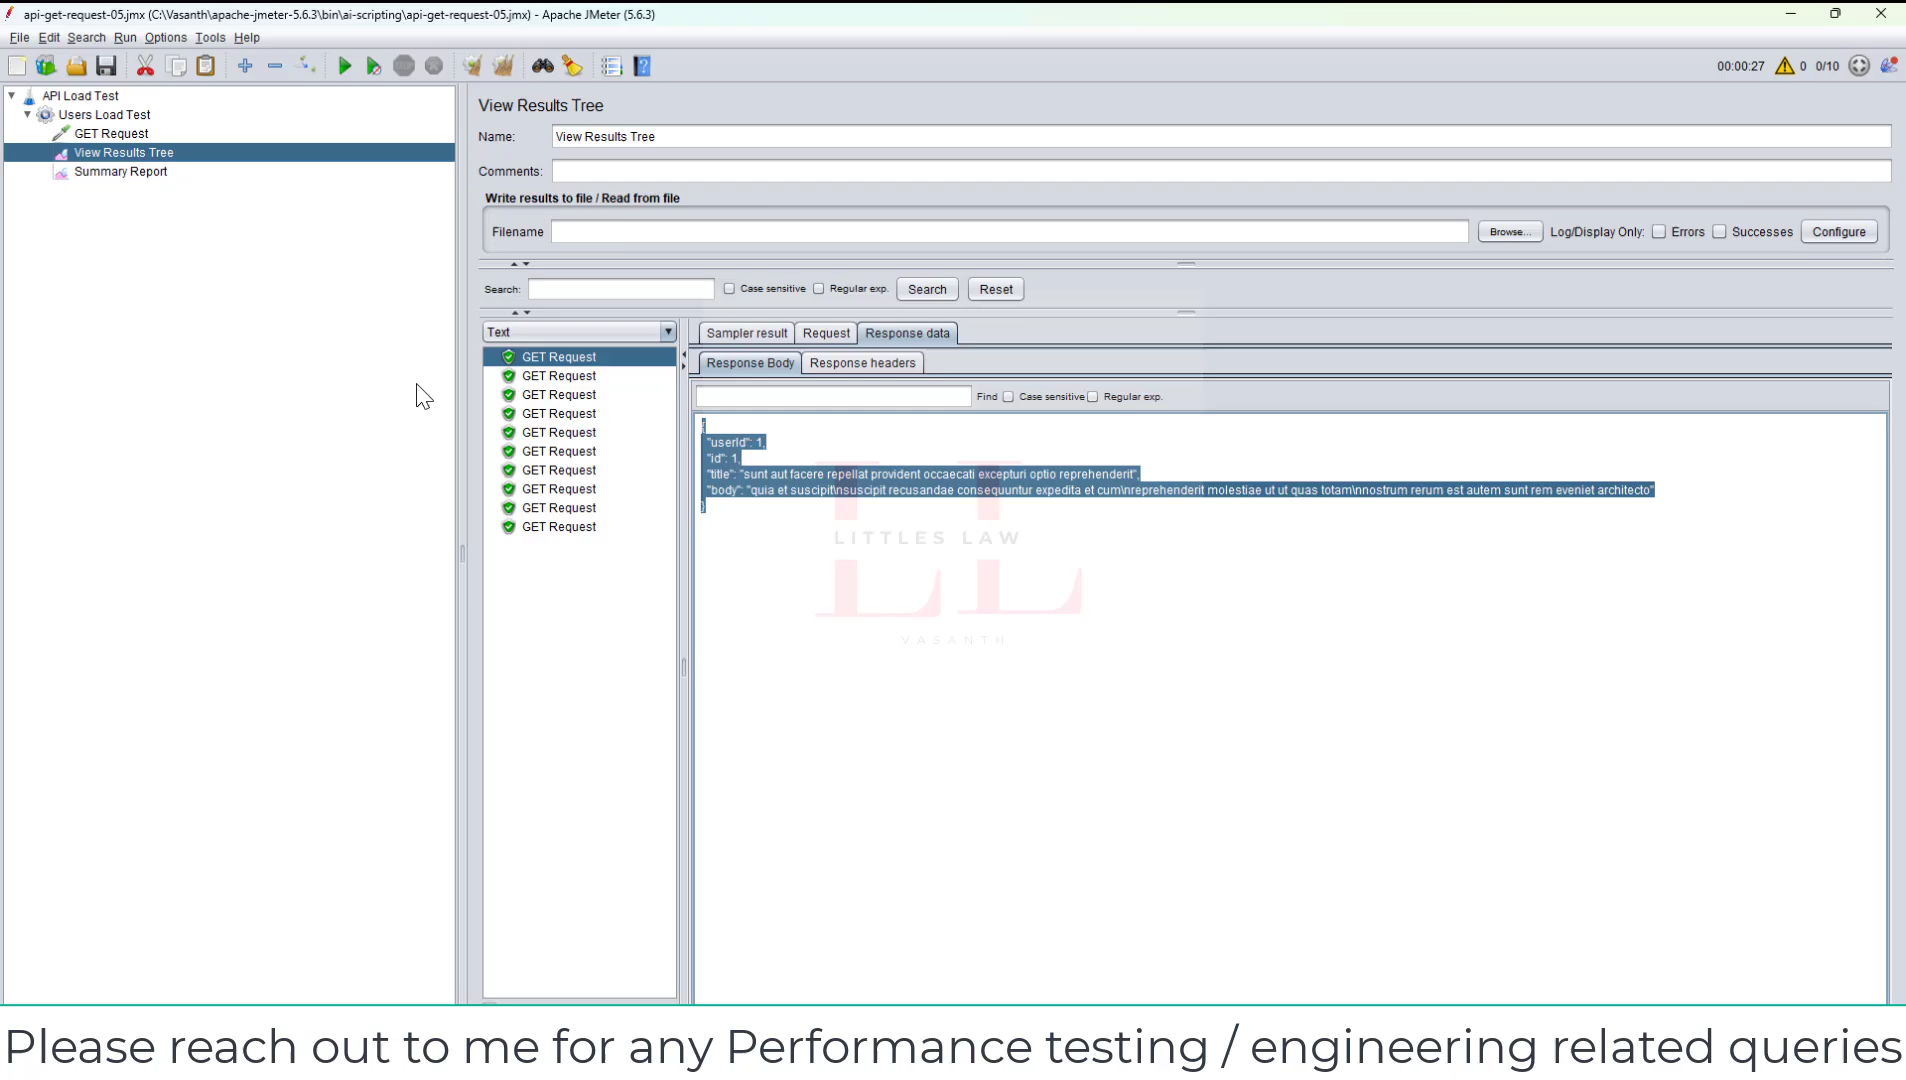 api-get-request-05.jmx (C:\Vasanth\apache-jmeter-5.6.3\bin\ai-scripting\api-get-request-05.jmx) - Apache JMeter (5.6.3)
File Edit Search Run Options Tools Help
00:00:27 0 0/10
API Load Test
Users Load Test
GET Request
View Results Tree
Summary Report
View Results Tree
Name: View Results Tree
Comments:
Write results to file / Read from file
Filename Browse... Log/Display Only: Errors Successes Configure
Search: Case sensitive Regular exp. Search Reset
Text
GET Request
GET Request
GET Request
GET Request
GET Request
GET Request
GET Request
GET Request
GET Request
GET Request
Sampler result Request Response data
Response Body Response headers
Find Case sensitive Regular exp.
{
"userId": 1,
"id": 1,
"title": "sunt aut facere repellat provident occaecati excepturi optio reprehenderit",
"body": "quia et suscipit\nsuscipit recusandae consequuntur expedita et cum\nreprehenderit molestiae ut ut quas totam\nnostrum rerum est autem sunt rem eveniet architecto"
}
LITTLES LAW
LL
VASANTH
Please reach out to me for any Performance testing / engineering related queries